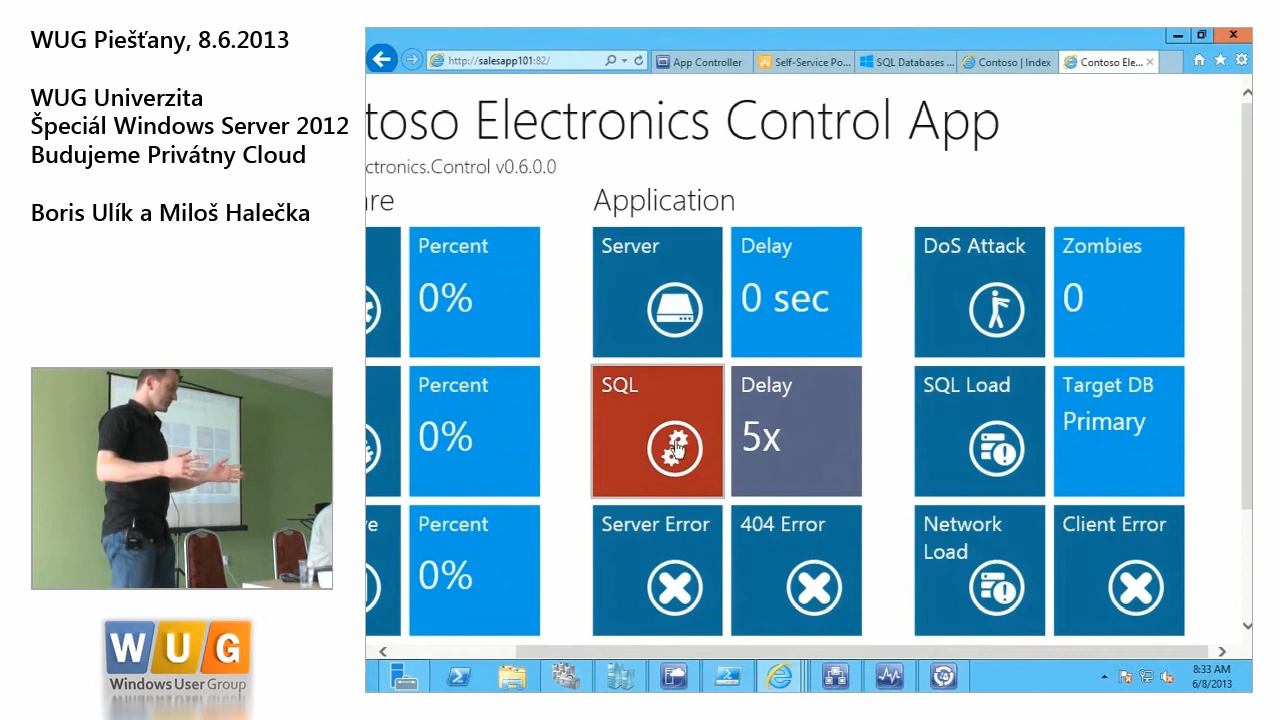 WUG Piešťany, 8.6.2013
WUG Univerzita
Špeciál Windows Server 2012
Budujeme Privátny Cloud
Boris Ulík a Miloš Halečka
WUG
Windows User Group
http://salesapp101:82/
App Controller
Self-Service Po...
SQL Databases ...
Contoso | Index
Contoso Ele...
toso Electronics Control App
ctronics.Control v0.6.0.0
re
Application
Percent
0%
Server
Delay
0 sec
DoS Attack
Zombies
0
Percent
0%
SQL
Delay
5x
SQL Load
Target DB
Primary
e
Percent
0%
Server Error
404 Error
Network
Load
Client Error
8:33 AM
6/8/2013